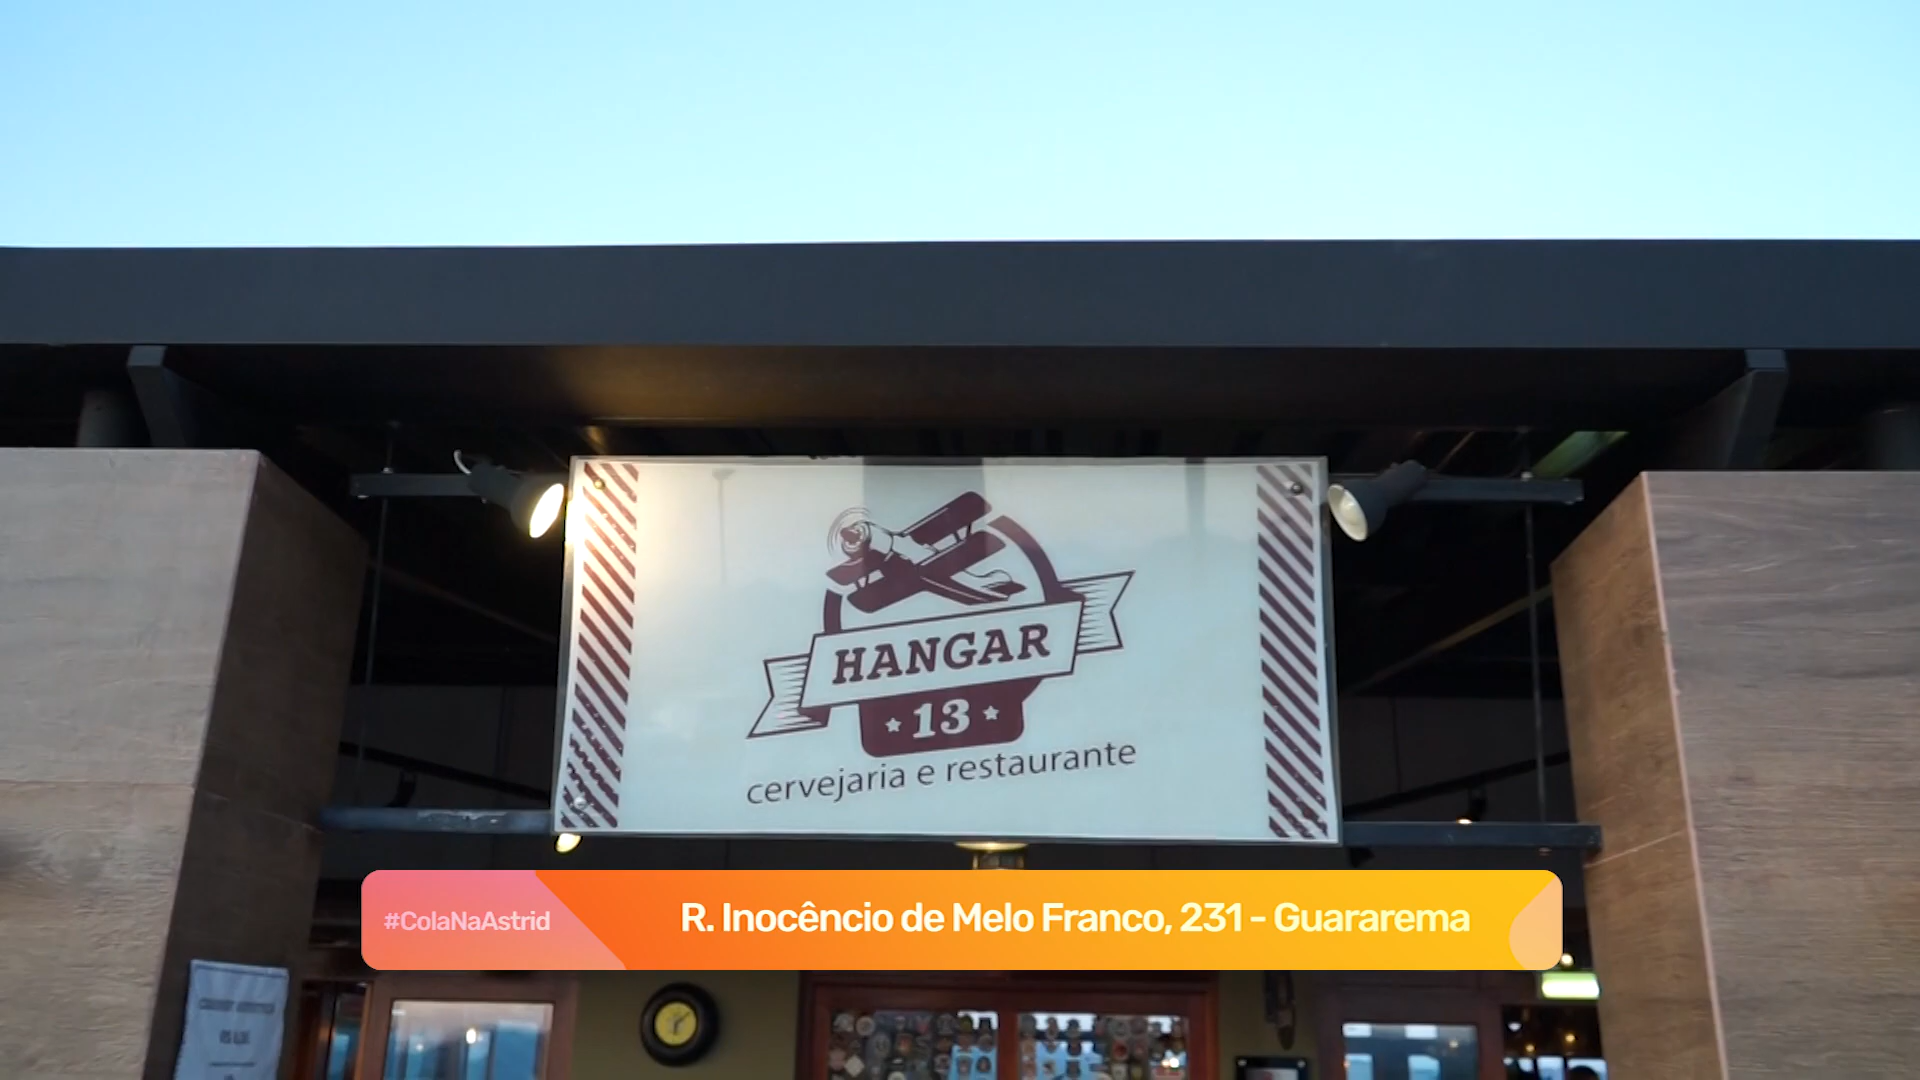 HANGAR
13
cervejaria e restaurante
#ColaNaAstrid
R. Inocêncio de Melo Franco, 231 - Guararema